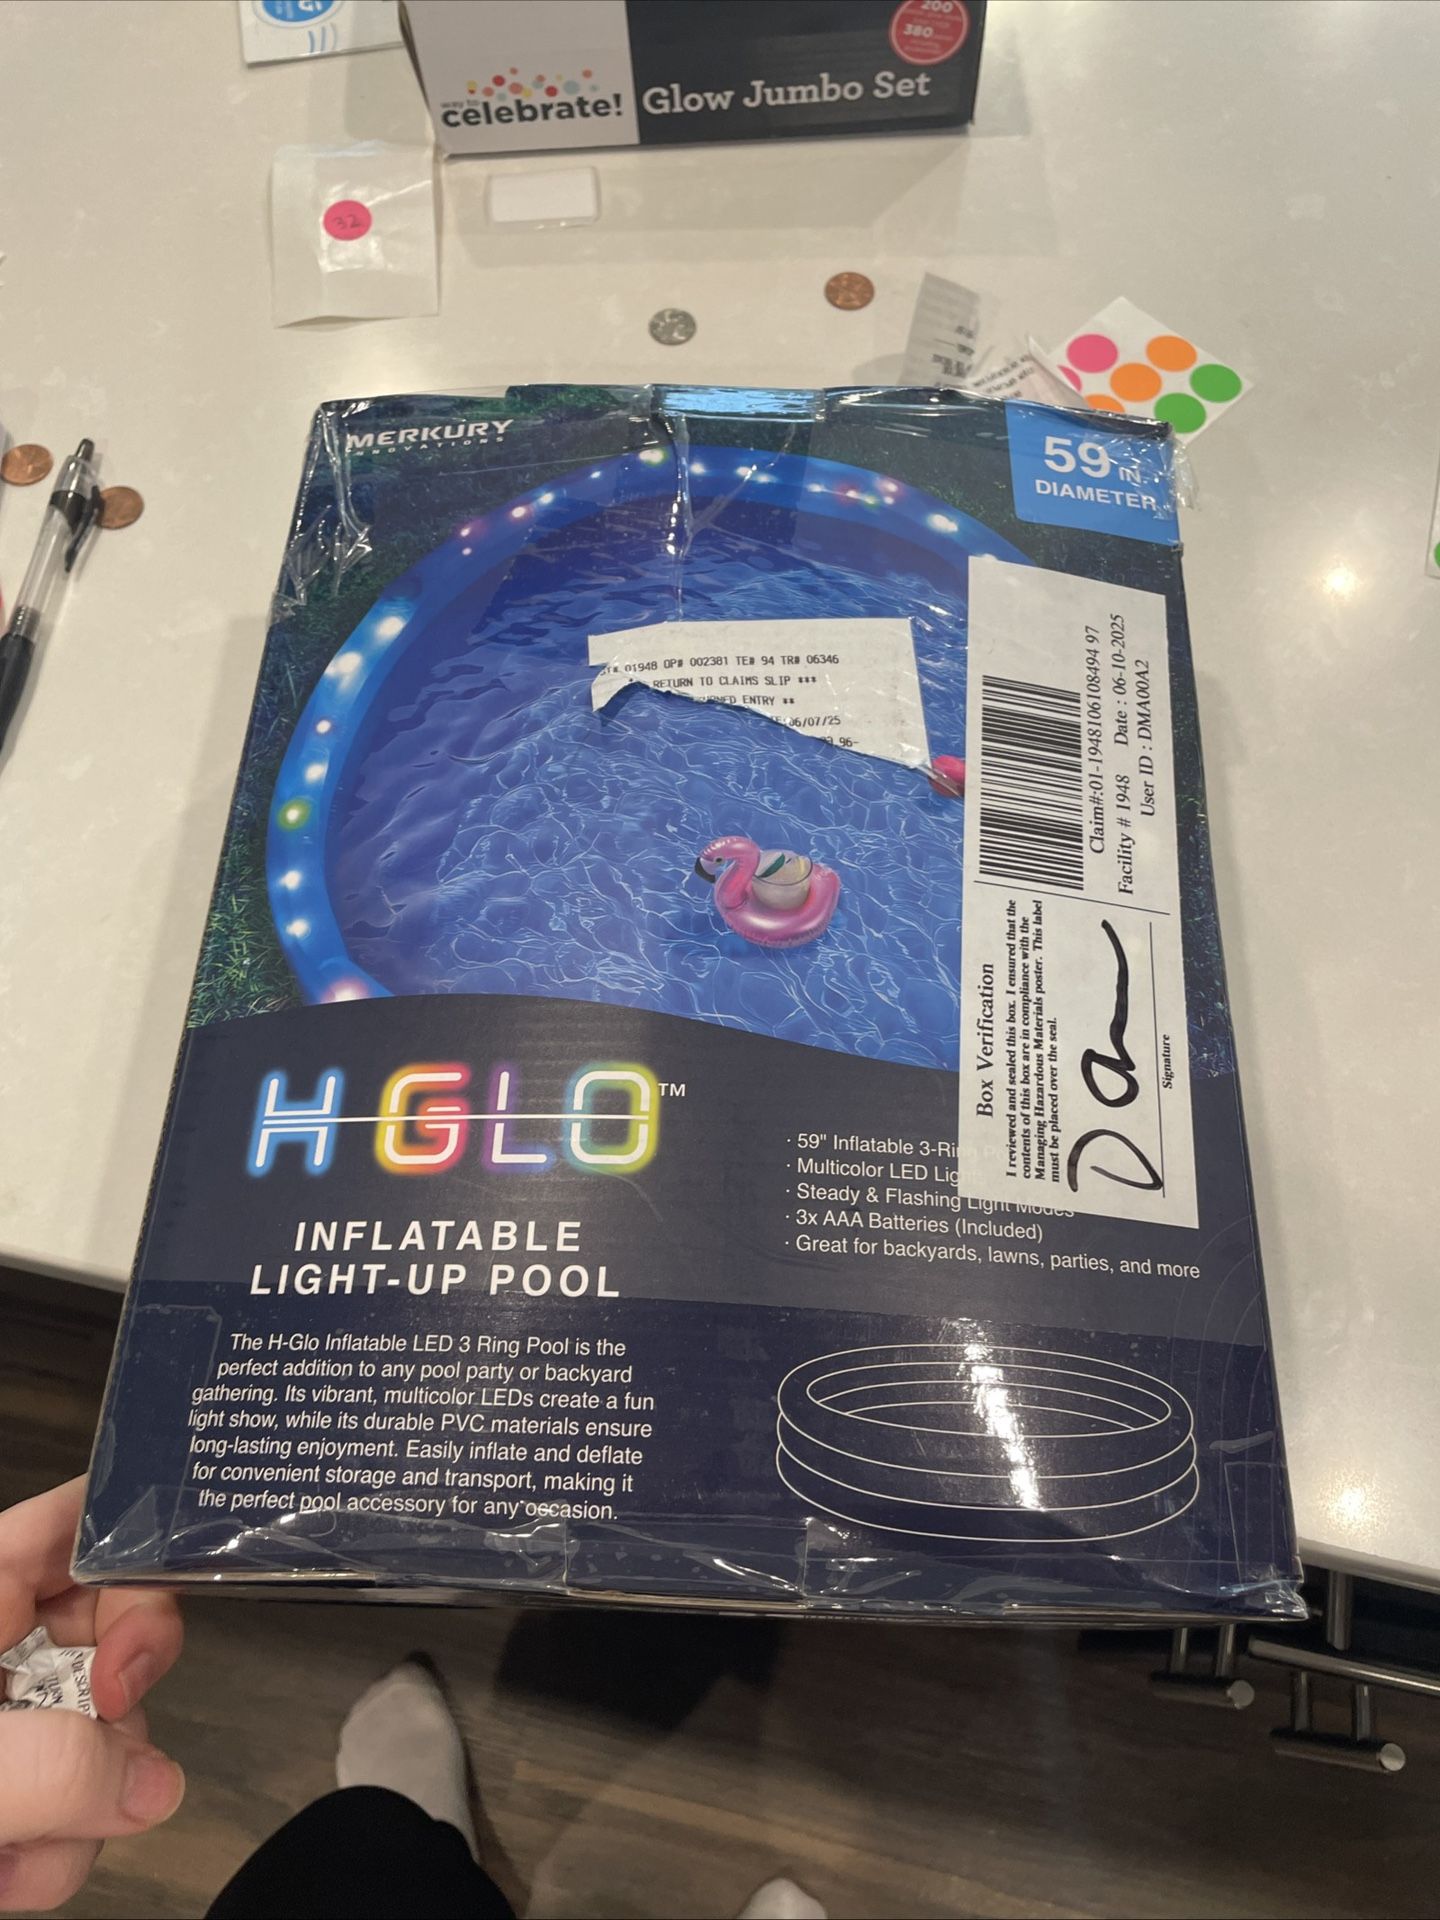 200
380
way to
celebrate!
Glow Jumbo Set
32
MERKURY
INNOVATIONS
59 IN.
DIAMETER
01948 OP# 002381 TE# 94 TR# 06346
RETURN TO CLAIMS SLIP ***
ENTRY **
06/07/25
96-
Claim#:01-1948106108494 97
Facility # 1948 Date : 06-10-2025
User ID : DMA00A2
Box Verification
I reviewed and sealed this box. I ensured that the
contents of this box are in compliance with the
Managing Hazardous Materials poster. This label
must be placed over the seal.
Signature
H-GLO™
INFLATABLE
LIGHT-UP POOL
· 59" Inflatable 3-Ring
· Multicolor LED
· Steady & Flashing Light Modes
· 3x AAA Batteries (Included)
· Great for backyards, lawns, parties, and more
The H-Glo Inflatable LED 3 Ring Pool is the
perfect addition to any pool party or backyard
gathering. Its vibrant, multicolor LEDs create a fun
light show, while its durable PVC materials ensure
long-lasting enjoyment. Easily inflate and deflate
for convenient storage and transport, making it
the perfect pool accessory for any occasion.